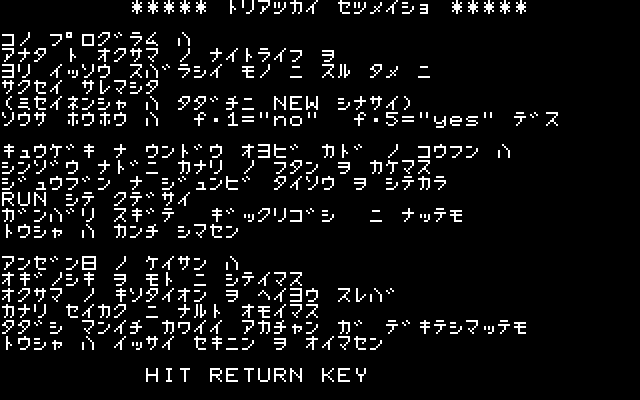 ***** トリアツカイ セツメイショ *****
コノ プログラム ハ
アナタ ト オクサマ ノ ナイトライフ ヲ
ヨリ イッソウ スバラシイ モノ ニ スル タメ ニ
サクセイ サレマシタ
(ミセイネンシャ ハ タダチニ NEW シナサイ)
ソウサ ホウホウ ハ f・1="no" f・5="yes" デス
キュウゲキ ナ ウンドウ オヨビ カド ノ コウフン ハ
シンゾウ ナドニ カナリ ノ フタン ヲ カケマス
ジュウブン ナ ジュンビ タイソウ ヲ シテカラ
RUN シテ クダサイ
ガンバリ スギテ ギックリゴシ ニ ナッテモ
トウシャ ハ カンチ シマセン
アンゼン日 ノ ケイサン ハ
オギノシキ ヲ モト ニ シテイマス
オクサマ ノ キソタイオン ヲ ヘイヨウ スレバ
カナリ セイカク ニ ナルト オモイマス
タダシ マンイチ カワイイ アカチャン ガ デキテシマッテモ
トウシャ ハ イッサイ セキニン ヲ オイマセン
HIT RETURN KEY